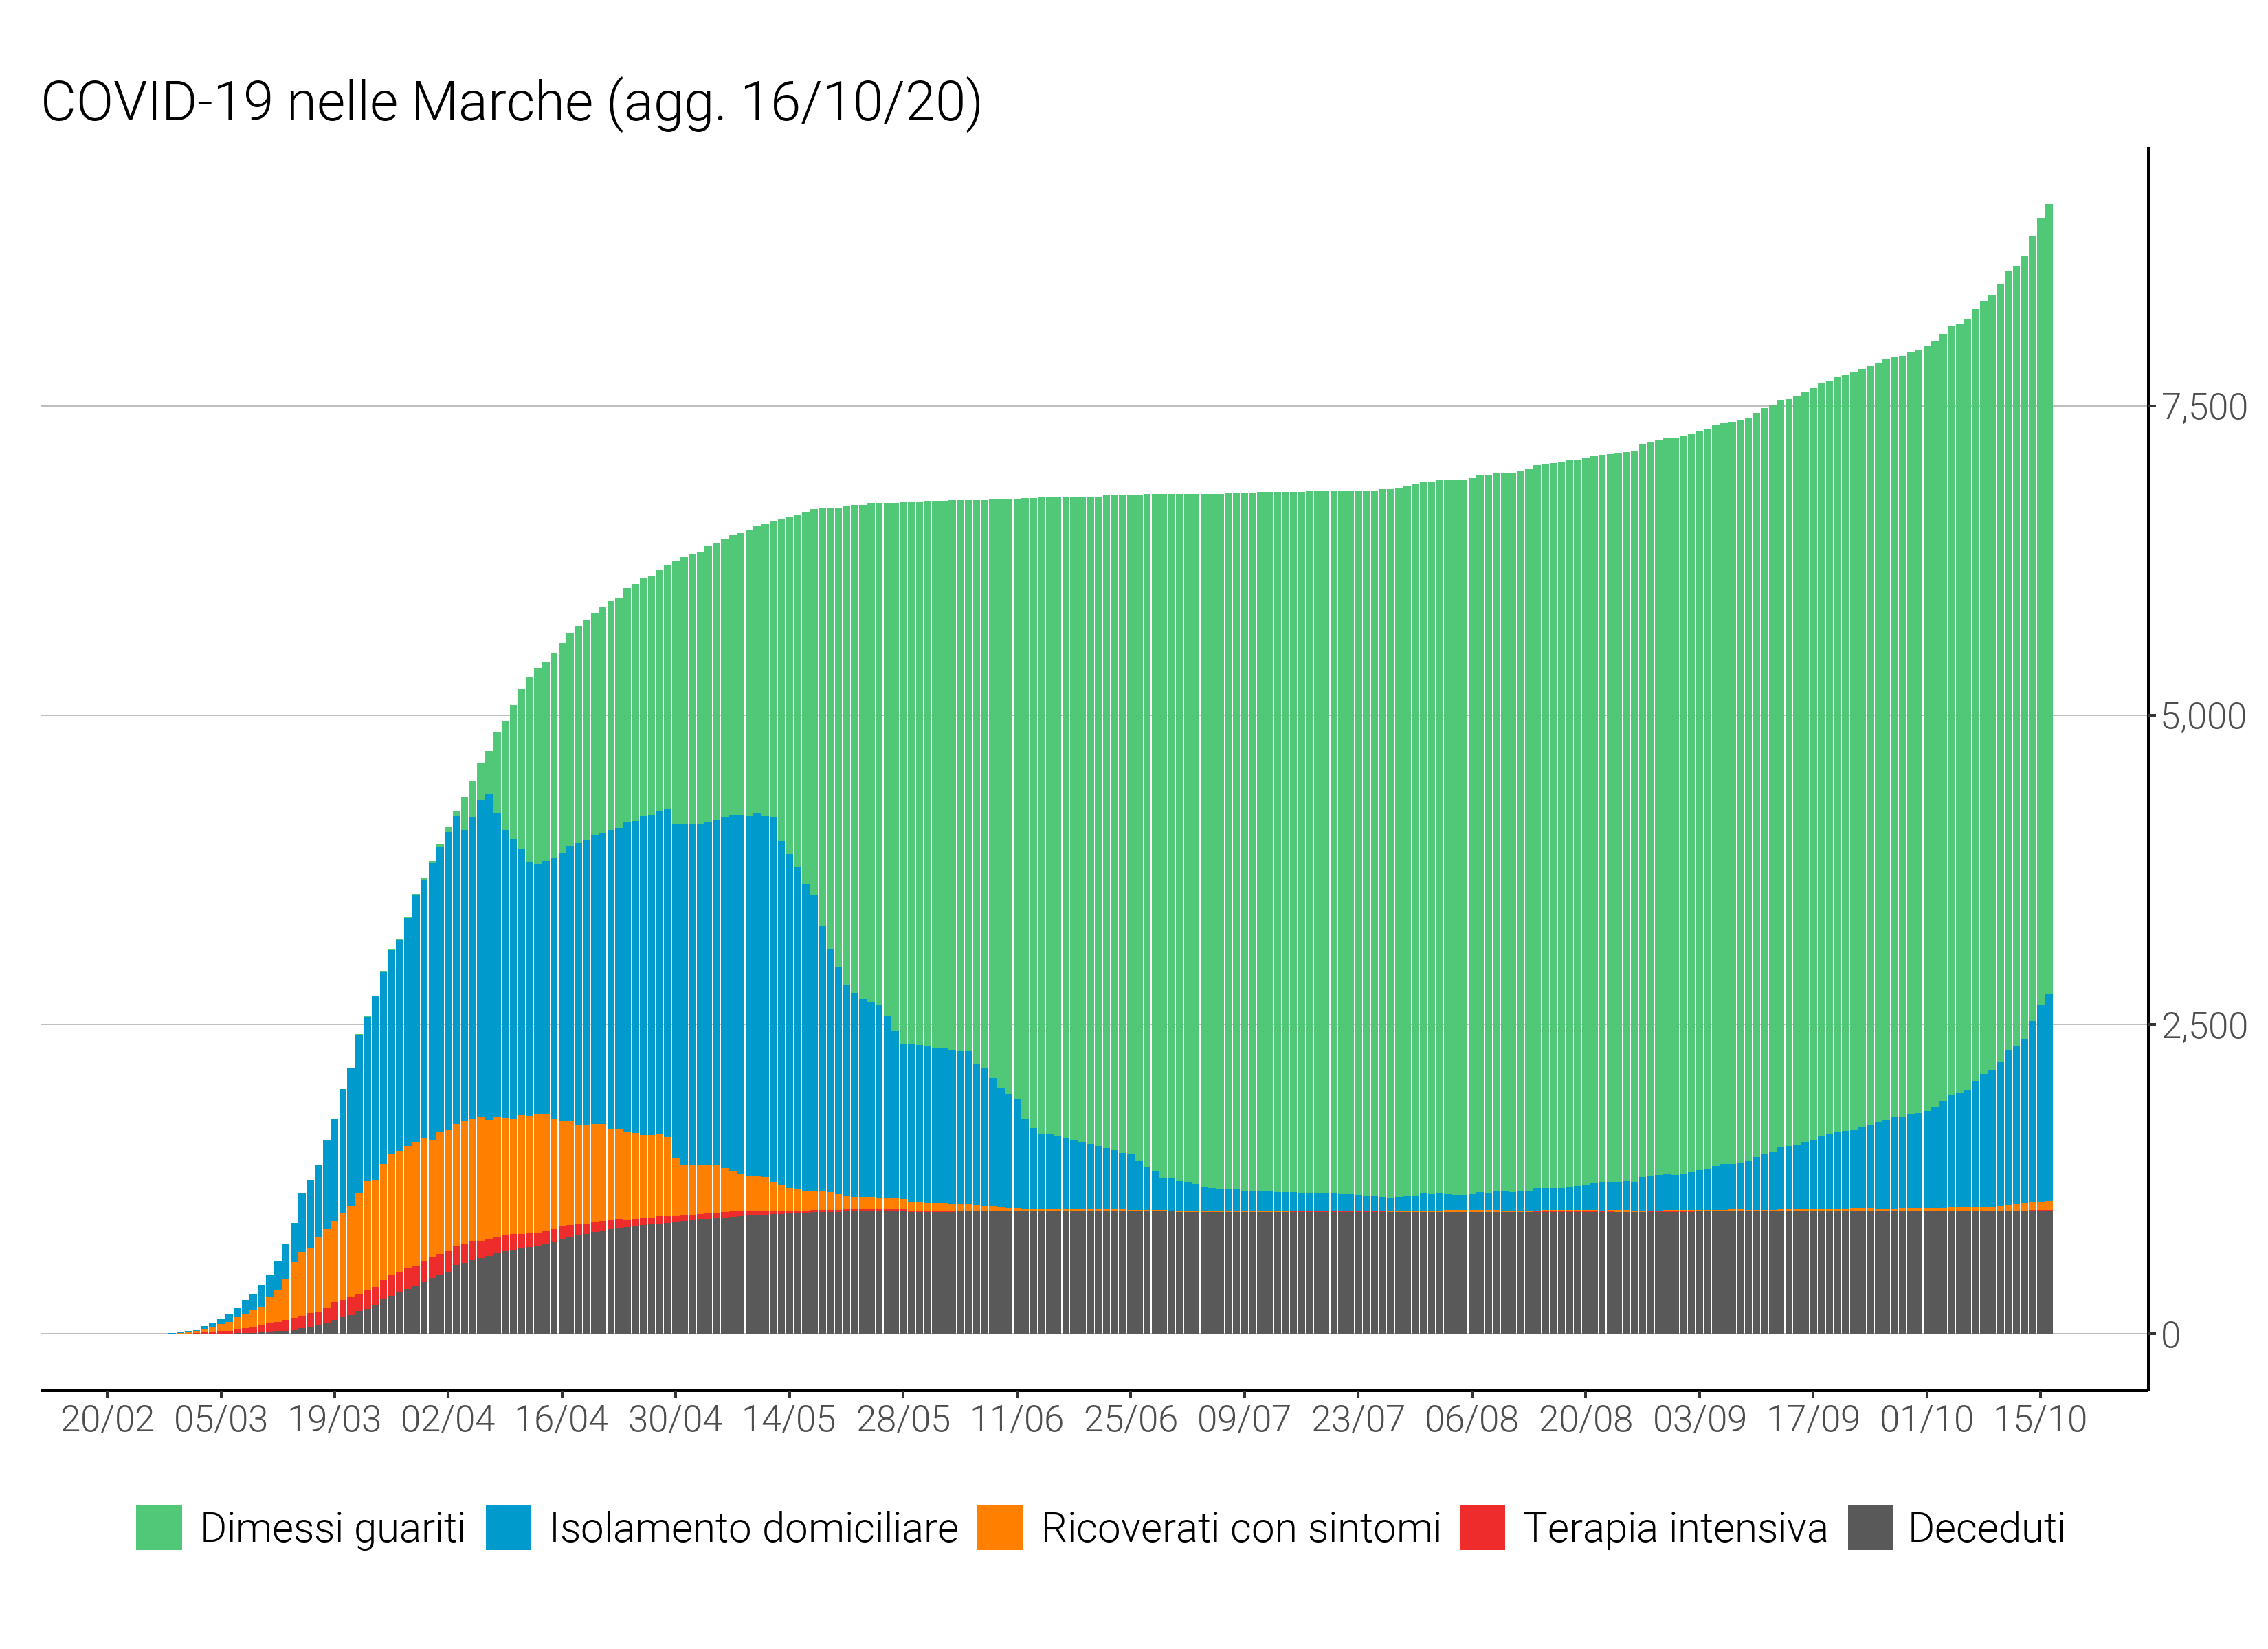 COVID-19 nelle Marche (agg. 16/10/20)
7,500
5,000
2,500
0
20/02 05/03 19/03 02/04 16/04 30/04 14/05 28/05 11/06 25/06 09/07 23/07 06/08 20/08 03/09 17/09 01/10 15/10
Dimessi guariti Isolamento domiciliare Ricoverati con sintomi Terapia intensiva Deceduti